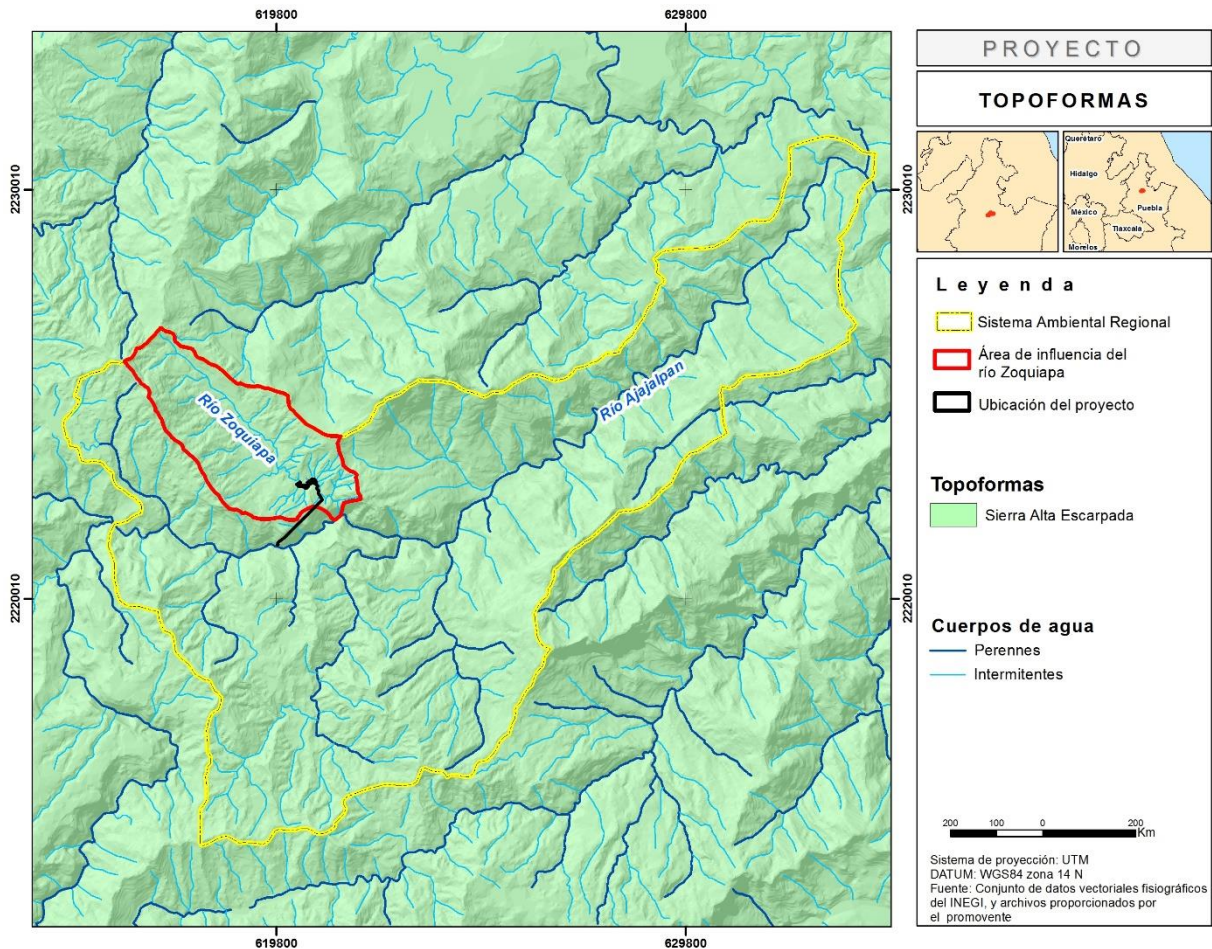 619800
629800
2230010
2230010
2220010
2220010
619800
629800
Río Zoquiapa
Río Ajajalpan
PROYECTO
TOPOFORMAS
Querétaro
Hidalgo
México
Tlaxcala
Puebla
Morelos
Leyenda
Sistema Ambiental Regional
Área de influencia del
río Zoquiapa
Ubicación del proyecto
Topoformas
Sierra Alta Escarpada
Cuerpos de agua
Perennes
Intermitentes
200 100 0 200
Km
Sistema de proyección: UTM
DATUM: WGS84 zona 14 N
Fuente: Conjunto de datos vectoriales fisiográficos
del INEGI, y archivos proporcionados por
el promovente